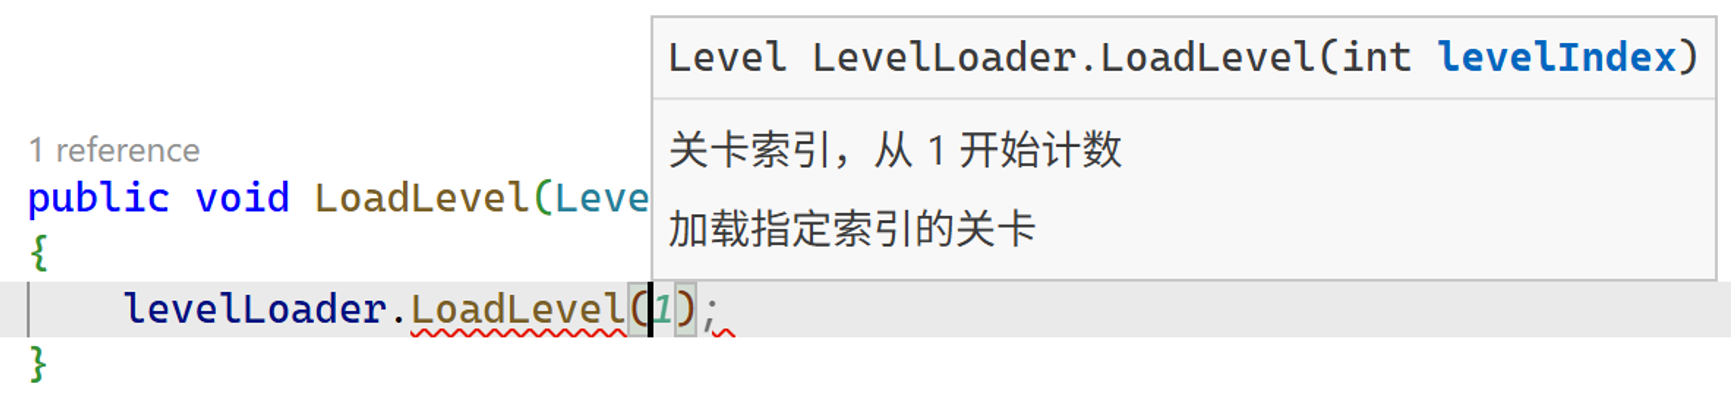 Level LevelLoader.LoadLevel(int levelIndex)
关卡索引，从 1 开始计数
加载指定索引的关卡
1 reference
public void LoadLevel(Leve
{
levelLoader.LoadLevel(1);
}